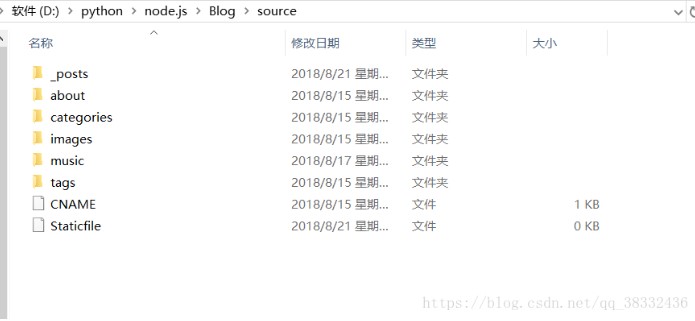 软件 (D:) > python > node.js > Blog > source
名称 修改日期 类型 大小
_posts 2018/8/21 星期... 文件夹
about 2018/8/15 星期... 文件夹
categories 2018/8/15 星期... 文件夹
images 2018/8/15 星期... 文件夹
music 2018/8/17 星期... 文件夹
tags 2018/8/15 星期... 文件夹
CNAME 2018/8/15 星期... 文件 1 KB
Staticfile 2018/8/21 星期... 文件 0 KB
https://blog.csdn.net/qq_38332436